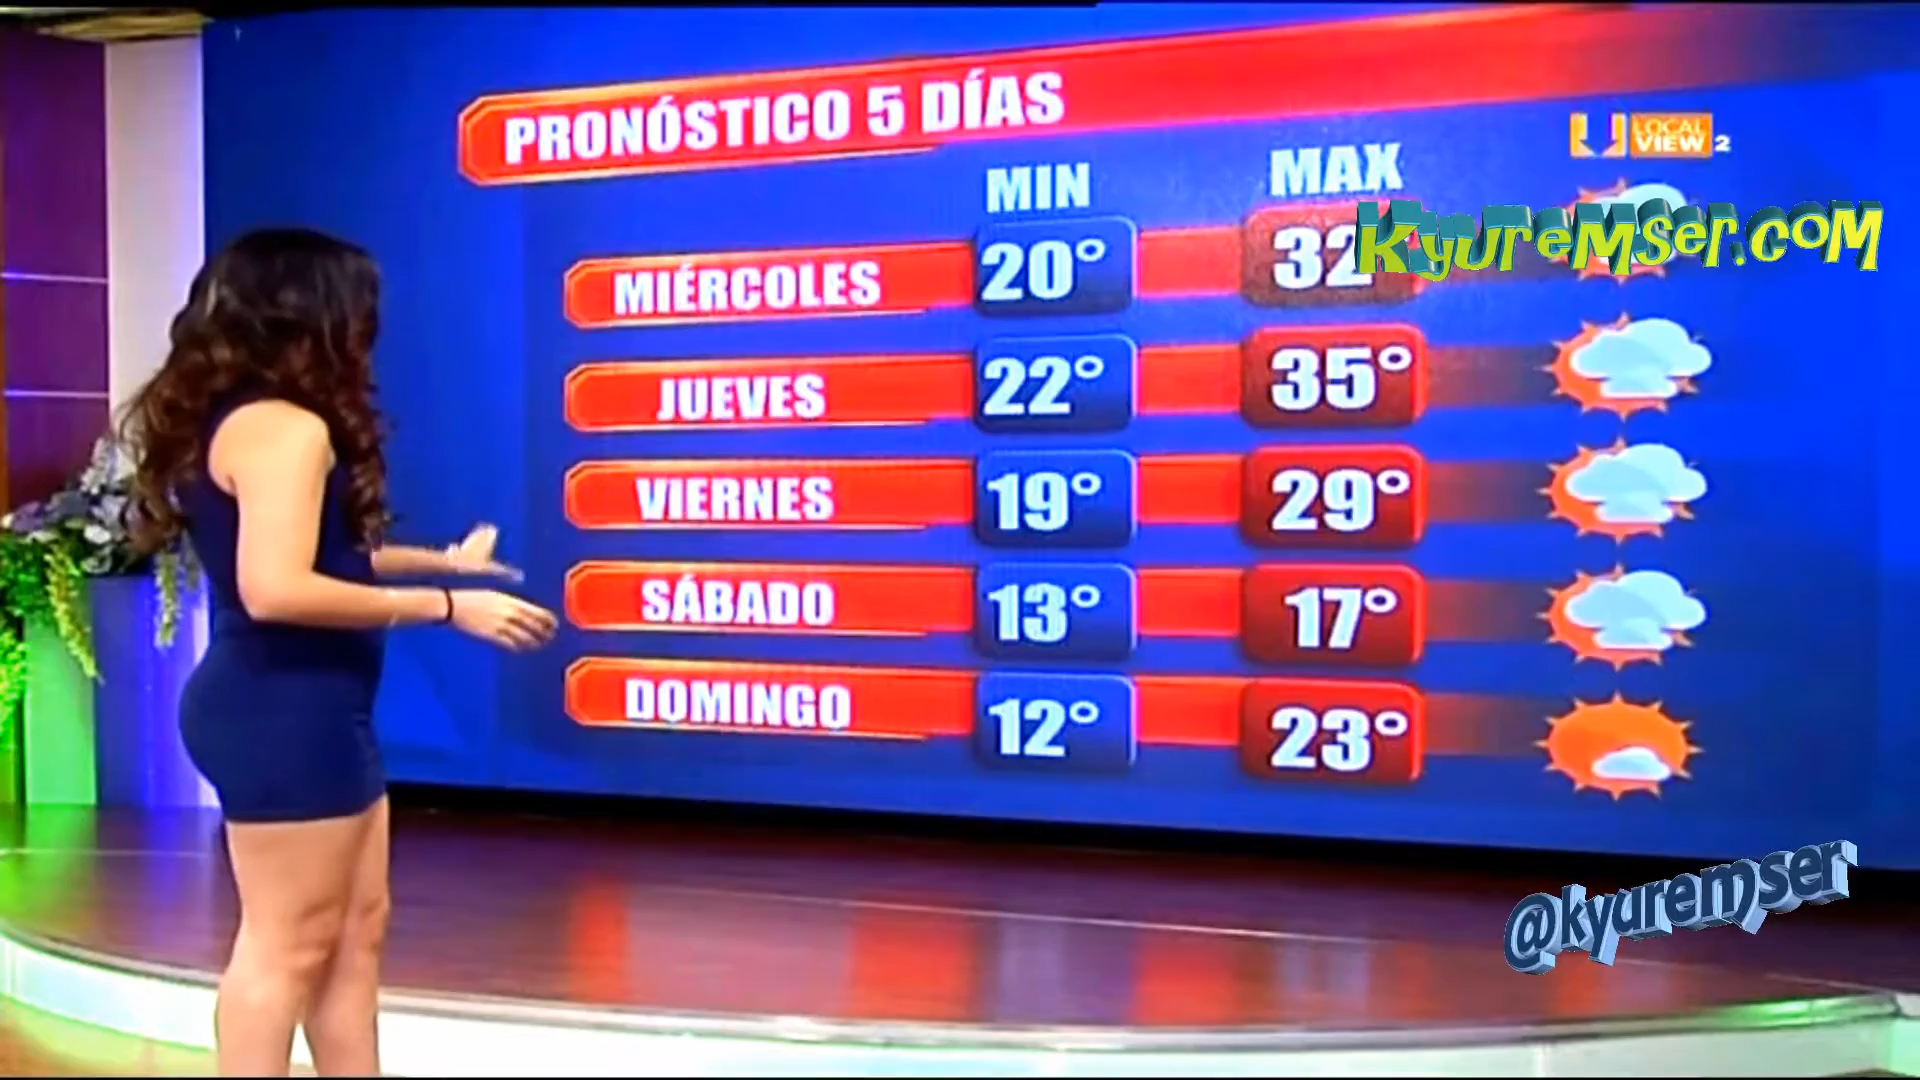 PRONÓSTICO 5 DÍAS
LOCAL
VIEW 2
MIN MAX
Kyuremser.com
MIÉRCOLES 20° 32
JUEVES 22° 35°
VIERNES 19° 29°
SÁBADO 13° 17°
DOMINGO 12° 23°
@kyuremser